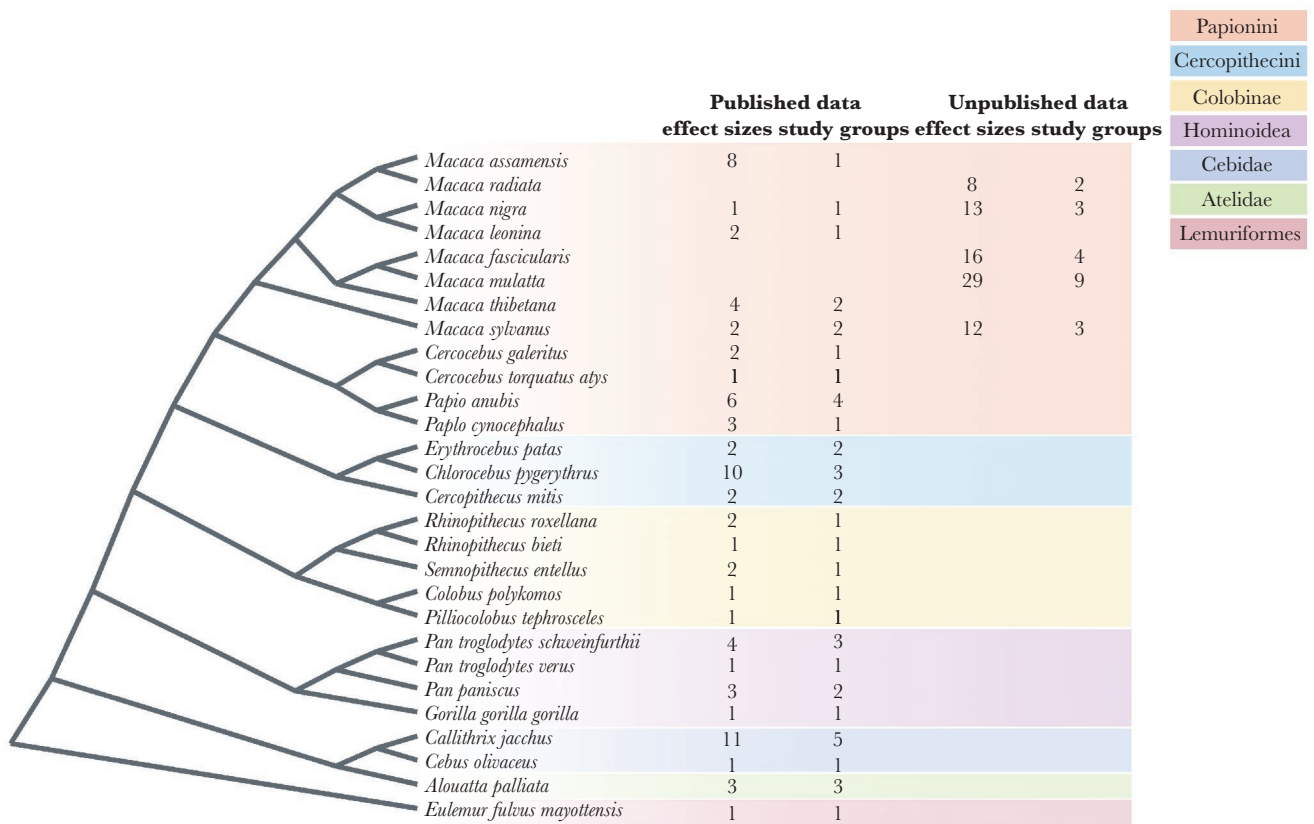 Papionini
Cercopithecini
Colobinae
Hominoidea
Cebidae
Atelidae
Lemuriformes
Published data Unpublished data
effect sizes study groups effect sizes study groups
Macaca assamensis 8 1
Macaca radiata 8 2
Macaca nigra 1 1 13 3
Macaca leonina 2 1
Macaca fascicularis 16 4
Macaca mulatta 29 9
Macaca thibetana 4 2
Macaca sylvanus 2 2 12 3
Cercocebus galeritus 2 1
Cercocebus torquatus atys 1 1
Papio anubis 6 4
Paplo cynocephalus 3 1
Erythrocebus patas 2 2
Chlorocebus pygerythrus 10 3
Cercopithecus mitis 2 2
Rhinopithecus roxellana 2 1
Rhinopithecus bieti 1 1
Semnopithecus entellus 2 1
Colobus polykomos 1 1
Pilliocolobus tephrosceles 1 1
Pan troglodytes schweinfurthii 4 3
Pan troglodytes verus 1 1
Pan paniscus 3 2
Gorilla gorilla gorilla 1 1
Callithrix jacchus 11 5
Cebus olivaceus 1 1
Alouatta palliata 3 3
Eulemur fulvus mayottensis 1 1